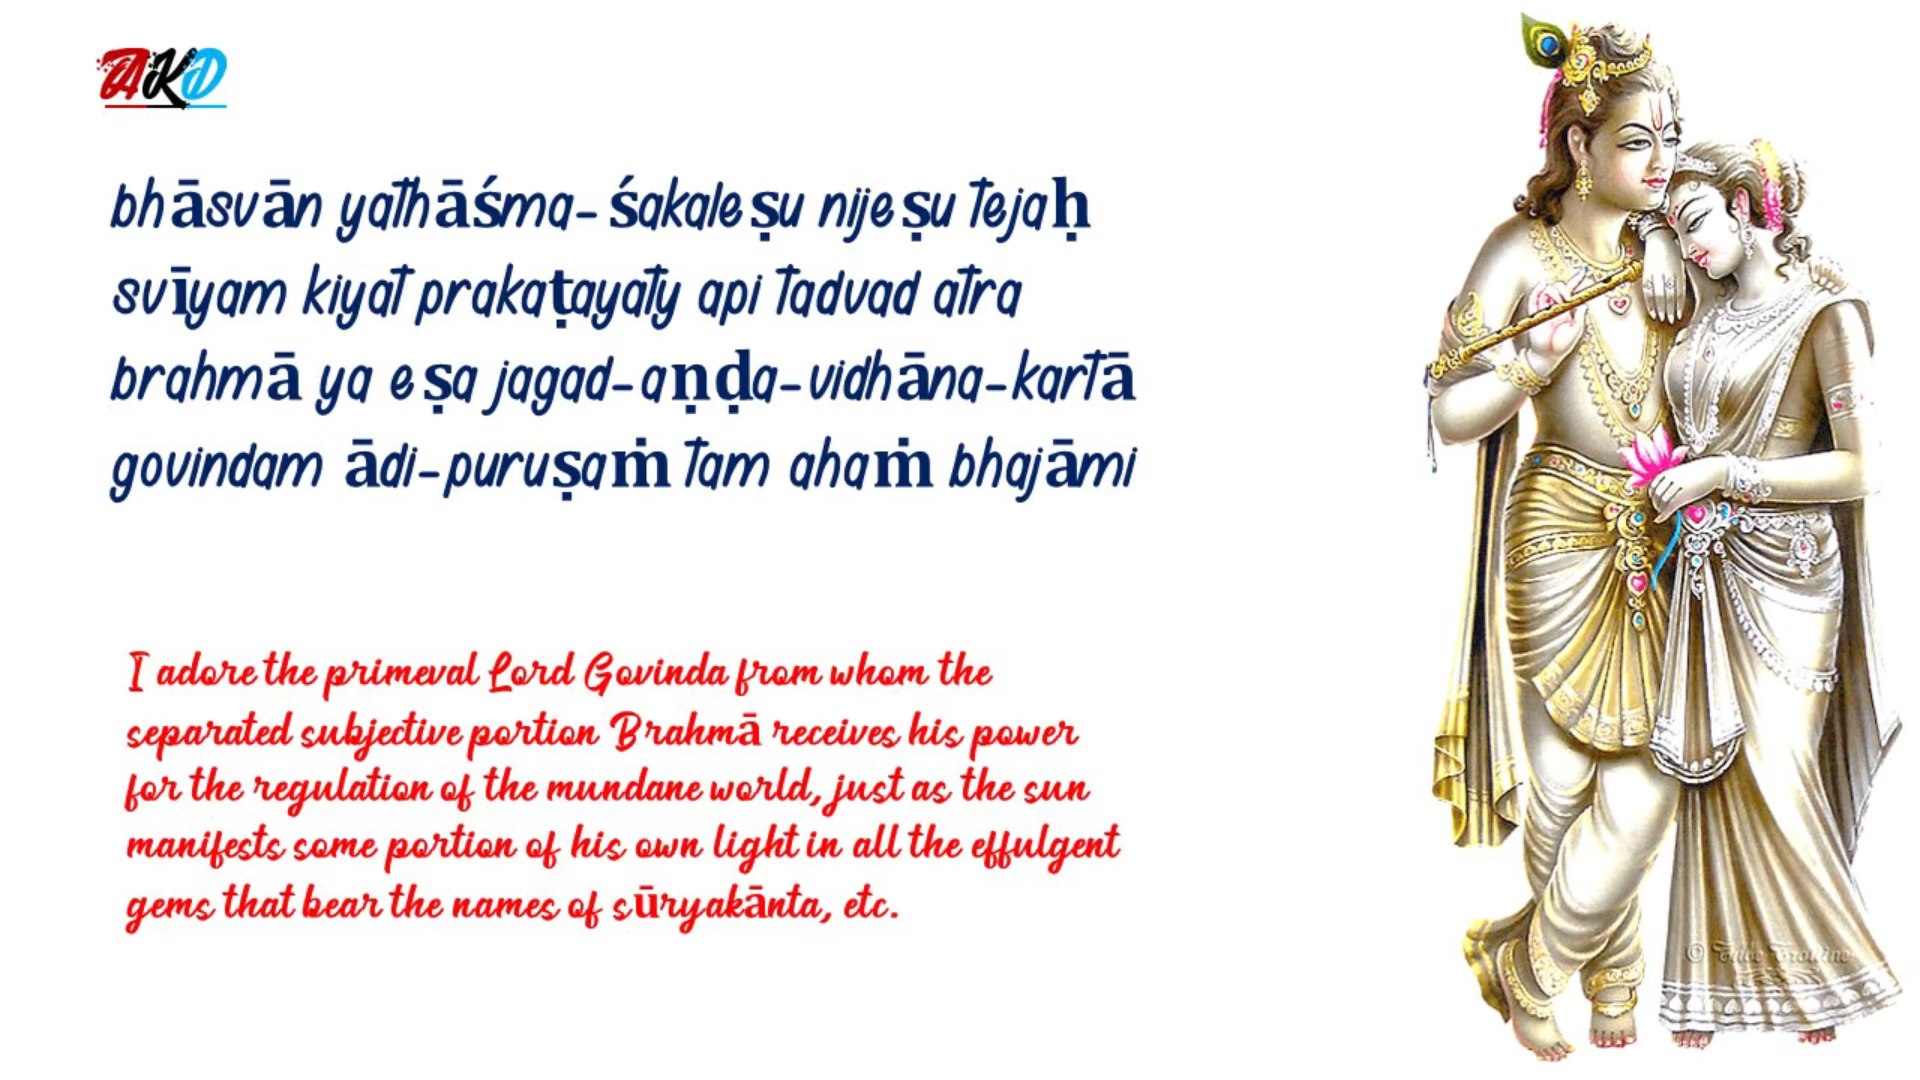 AKD
bhāsvān yathāśma-śakaleṣu nijeṣu tejaḥ
svīyam kiyat prakaṭayaty api tadvad atra
brahmā ya eṣa jagad-aṇḍa-vidhāna-kartā
govindam ādi-puruṣaṁ tam ahaṁ bhajāmi
I adore the primeval Lord Govinda from whom the
separated subjective portion Brahmā receives his power
for the regulation of the mundane world, just as the sun
manifests some portion of his own light in all the effulgent
gems that bear the names of sūryakānta, etc.